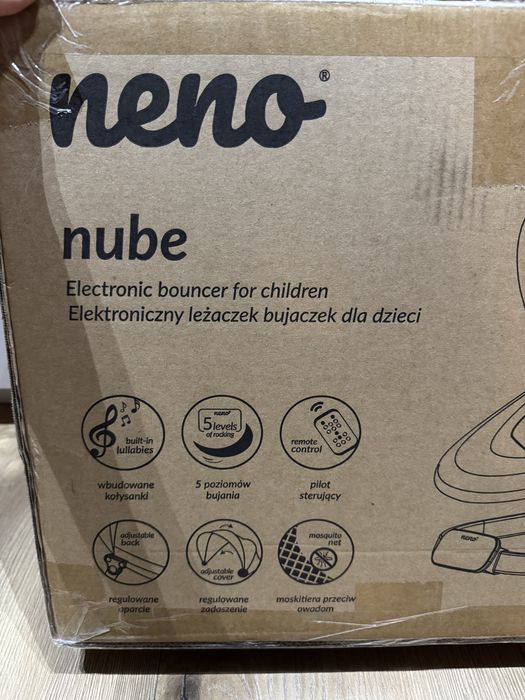 neno®
nube
Electronic bouncer for children
Elektroniczny leżaczek bujaczek dla dzieci
built-in
lullabies
wbudowane
kołysanki
neno
5 levels
of rocking
5 poziomów
bujania
remote
control
pilot
sterujący
adjustable
back
regulowane
oparcie
adjustable
cover
regulowane
zadaszenie
mosquito
net
moskitiera przeciw
owadom
neno